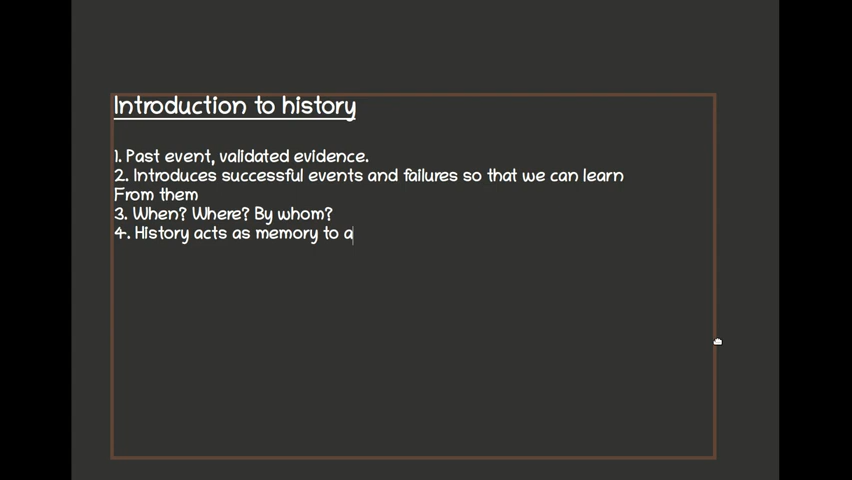 Introduction to history
1. Past event, validated evidence.
2. Introduces successful events and failures so that we can learn
From them
3. When? Where? By whom?
4. History acts as memory to a